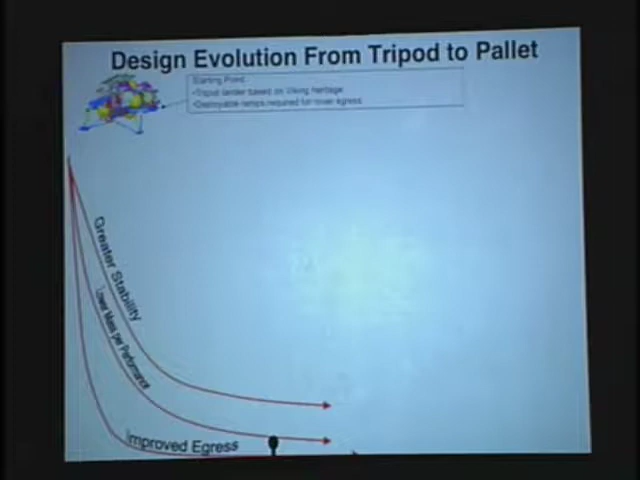 Design Evolution From Tripod to Pallet
Starting Point:
•Tripod lander based on Viking heritage
•Deployable ramps required for rover egress
Greater Stability
Lower Mass per Performance
Improved Egress